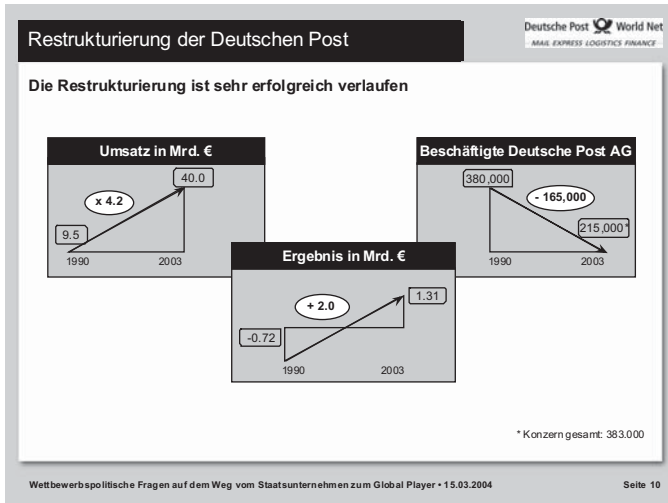 Restrukturierung der Deutschen Post
Deutsche Post World Net
MAIL EXPRESS LOGISTICS FINANCE
Die Restrukturierung ist sehr erfolgreich verlaufen
Umsatz in Mrd. €
40.0
x 4.2
9.5
1990 2003
Beschäftigte Deutsche Post AG
380,000
- 165,000
215,000*
1990 2003
Ergebnis in Mrd. €
1.31
+ 2.0
-0.72
1990 2003
* Konzern gesamt: 383.000
Wettbewerbspolitische Fragen auf dem Weg vom Staatsunternehmen zum Global Player • 15.03.2004 Seite 10